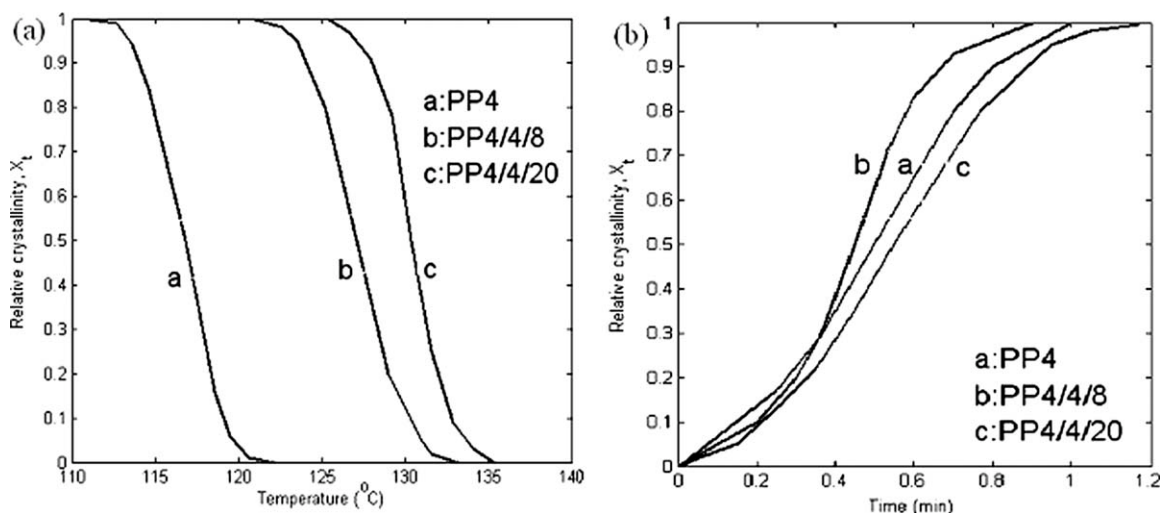 (a)
Relative crystallinity, Xt
1
0.9
0.8
0.7
0.6
0.5
0.4
0.3
0.2
0.1
0
110 115 120 125 130 135 140
Temperature (°C)
a:PP4
b:PP4/4/8
c:PP4/4/20
a
b
c
(b)
Relative crystallinity, Xt
1
0.9
0.8
0.7
0.6
0.5
0.4
0.3
0.2
0.1
0
0 0.2 0.4 0.6 0.8 1 1.2
Time (min)
b
a
c
a:PP4
b:PP4/4/8
c:PP4/4/20